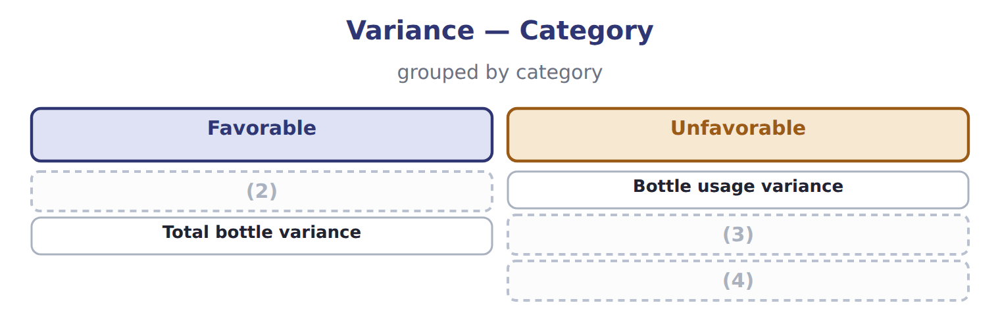 Variance — Category
grouped by category
Favorable
Unfavorable
(2)
Total bottle variance
Bottle usage variance
(3)
(4)